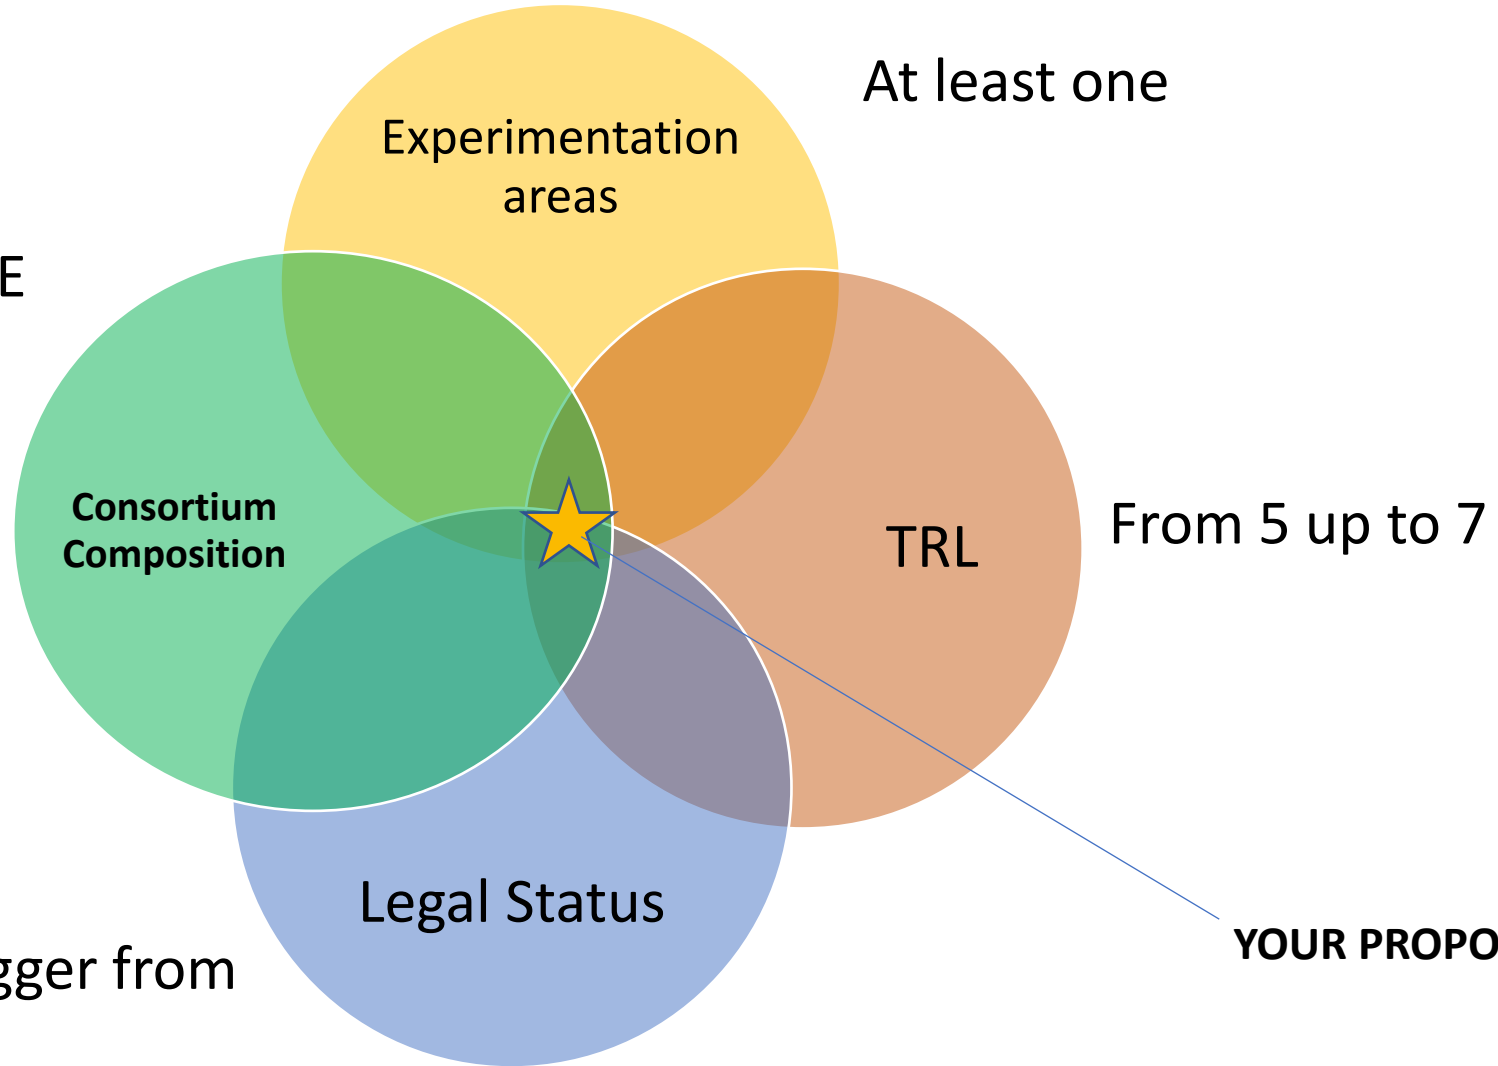 At least one
Experimentation
areas
E
Consortium
Composition
TRL
From 5 up to 7
Legal Status
YOUR PROPO
gger from